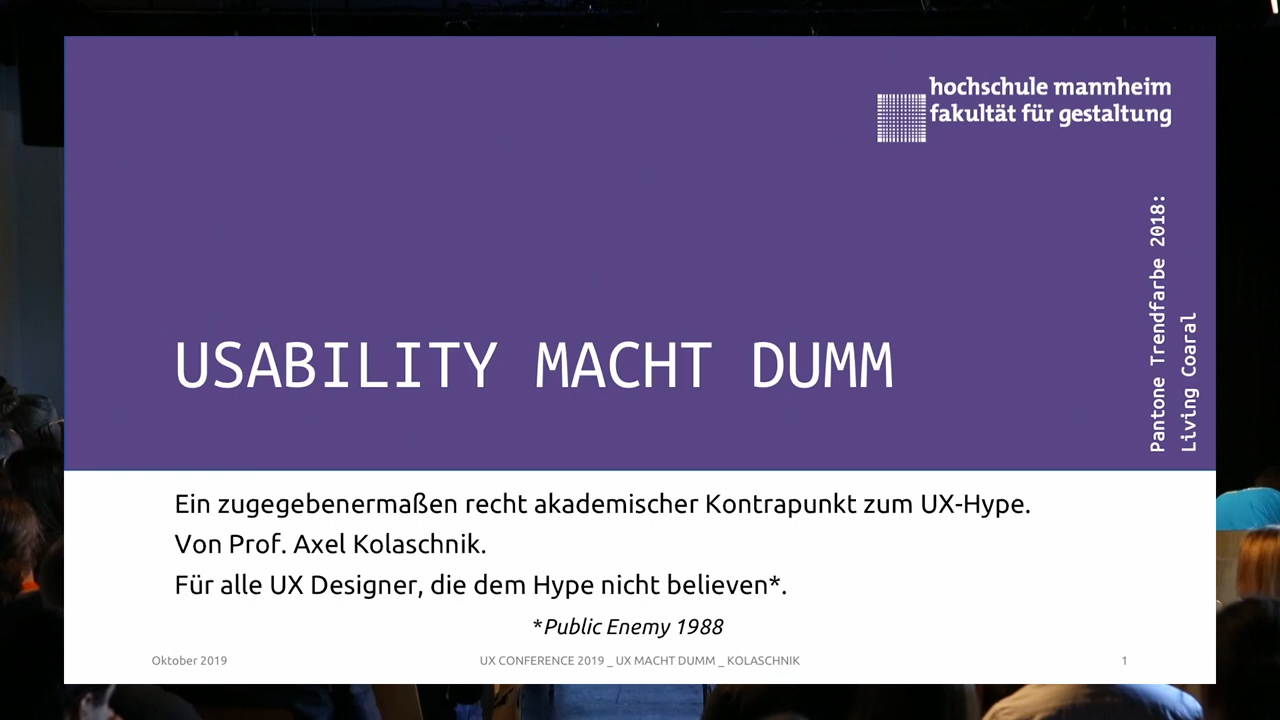 hochschule mannheim
fakultät für gestaltung
Pantone Trendfarbe 2018:
Living Coaral
USABILITY MACHT DUMM
Ein zugegebenermaßen recht akademischer Kontrapunkt zum UX-Hype.
Von Prof. Axel Kolaschnik.
Für alle UX Designer, die dem Hype nicht believen*.
*Public Enemy 1988
Oktober 2019
UX CONFERENCE 2019 _ UX MACHT DUMM _ KOLASCHNIK
1